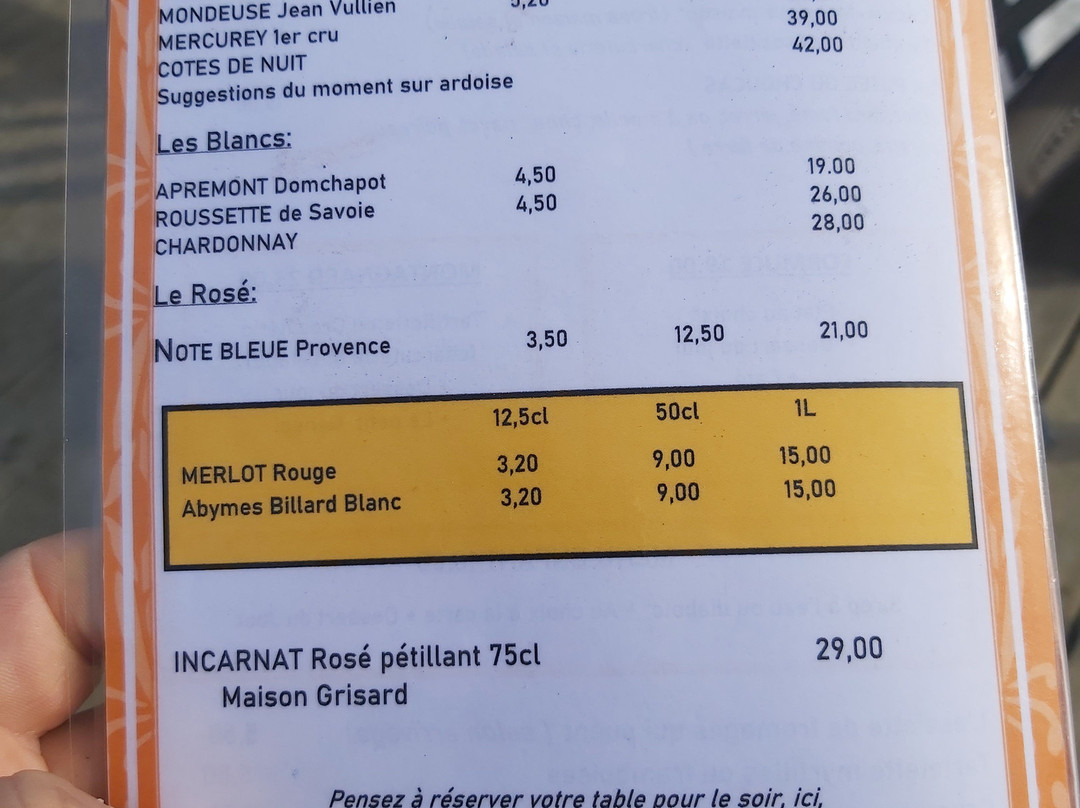 MONDEUSE Jean Vullien 5,20
MERCUREY 1er cru 39,00
COTES DE NUIT 42,00
Suggestions du moment sur ardoise
Les Blancs:
APREMONT Domchapot 4,50 19.00
ROUSSETTE de Savoie 4,50 26,00
CHARDONNAY 28,00
Le Rosé:
NOTE BLEUE Provence 3,50 12,50 21,00
12,5cl 50cl 1L
MERLOT Rouge 3,20 9,00 15,00
Abymes Billard Blanc 3,20 9,00 15,00
INCARNAT Rosé pétillant 75cl 29,00
Maison Grisard
Pensez à réserver votre table pour le soir, ici,